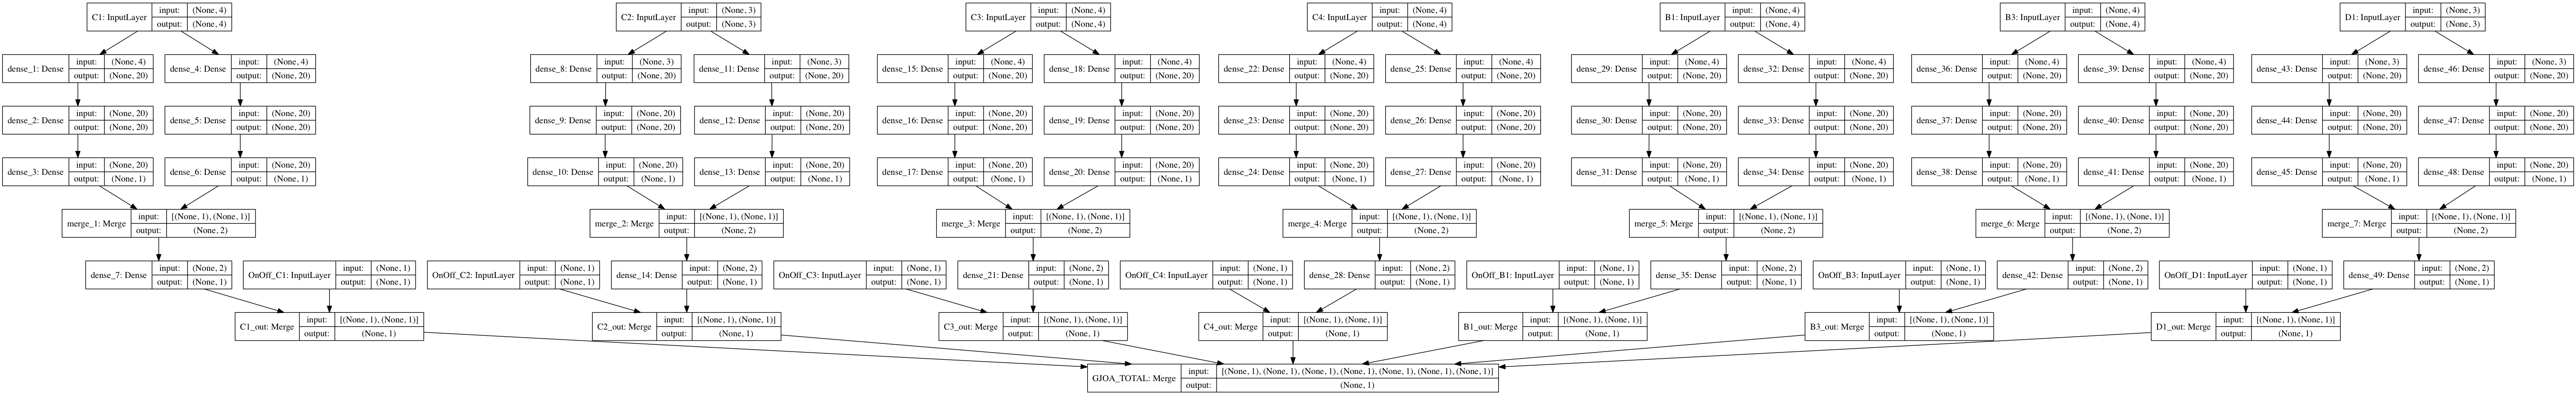 C1: InputLayer input: (None, 4) output: (None, 4)
C2: InputLayer input: (None, 3) output: (None, 3)
C3: InputLayer input: (None, 4) output: (None, 4)
C4: InputLayer input: (None, 4) output: (None, 4)
B1: InputLayer input: (None, 4) output: (None, 4)
B3: InputLayer input: (None, 4) output: (None, 4)
D1: InputLayer input: (None, 3) output: (None, 3)
dense_1: Dense input: (None, 4) output: (None, 20)
dense_4: Dense input: (None, 4) output: (None, 20)
dense_8: Dense input: (None, 3) output: (None, 20)
dense_11: Dense input: (None, 3) output: (None, 20)
dense_15: Dense input: (None, 4) output: (None, 20)
dense_18: Dense input: (None, 4) output: (None, 20)
dense_22: Dense input: (None, 4) output: (None, 20)
dense_25: Dense input: (None, 4) output: (None, 20)
dense_29: Dense input: (None, 4) output: (None, 20)
dense_32: Dense input: (None, 4) output: (None, 20)
dense_36: Dense input: (None, 4) output: (None, 20)
dense_39: Dense input: (None, 4) output: (None, 20)
dense_43: Dense input: (None, 3) output: (None, 20)
dense_46: Dense input: (None, 3) output: (None, 20)
dense_2: Dense input: (None, 20) output: (None, 20)
dense_5: Dense input: (None, 20) output: (None, 20)
dense_9: Dense input: (None, 20) output: (None, 20)
dense_12: Dense input: (None, 20) output: (None, 20)
dense_16: Dense input: (None, 20) output: (None, 20)
dense_19: Dense input: (None, 20) output: (None, 20)
dense_23: Dense input: (None, 20) output: (None, 20)
dense_26: Dense input: (None, 20) output: (None, 20)
dense_30: Dense input: (None, 20) output: (None, 20)
dense_33: Dense input: (None, 20) output: (None, 20)
dense_37: Dense input: (None, 20) output: (None, 20)
dense_40: Dense input: (None, 20) output: (None, 20)
dense_44: Dense input: (None, 20) output: (None, 20)
dense_47: Dense input: (None, 20) output: (None, 20)
dense_3: Dense input: (None, 20) output: (None, 1)
dense_6: Dense input: (None, 20) output: (None, 1)
dense_10: Dense input: (None, 20) output: (None, 1)
dense_13: Dense input: (None, 20) output: (None, 1)
dense_17: Dense input: (None, 20) output: (None, 1)
dense_20: Dense input: (None, 20) output: (None, 1)
dense_24: Dense input: (None, 20) output: (None, 1)
dense_27: Dense input: (None, 20) output: (None, 1)
dense_31: Dense input: (None, 20) output: (None, 1)
dense_34: Dense input: (None, 20) output: (None, 1)
dense_38: Dense input: (None, 20) output: (None, 1)
dense_41: Dense input: (None, 20) output: (None, 1)
dense_45: Dense input: (None, 20) output: (None, 1)
dense_48: Dense input: (None, 20) output: (None, 1)
merge_1: Merge input: [(None, 1), (None, 1)] output: (None, 2)
merge_2: Merge input: [(None, 1), (None, 1)] output: (None, 2)
merge_3: Merge input: [(None, 1), (None, 1)] output: (None, 2)
merge_4: Merge input: [(None, 1), (None, 1)] output: (None, 2)
merge_5: Merge input: [(None, 1), (None, 1)] output: (None, 2)
merge_6: Merge input: [(None, 1), (None, 1)] output: (None, 2)
merge_7: Merge input: [(None, 1), (None, 1)] output: (None, 2)
dense_7: Dense input: (None, 2) output: (None, 1)
OnOff_C1: InputLayer input: (None, 1) output: (None, 1)
OnOff_C2: InputLayer input: (None, 1) output: (None, 1)
dense_14: Dense input: (None, 2) output: (None, 1)
OnOff_C3: InputLayer input: (None, 1) output: (None, 1)
dense_21: Dense input: (None, 2) output: (None, 1)
OnOff_C4: InputLayer input: (None, 1) output: (None, 1)
dense_28: Dense input: (None, 2) output: (None, 1)
OnOff_B1: InputLayer input: (None, 1) output: (None, 1)
dense_35: Dense input: (None, 2) output: (None, 1)
OnOff_B3: InputLayer input: (None, 1) output: (None, 1)
dense_42: Dense input: (None, 2) output: (None, 1)
OnOff_D1: InputLayer input: (None, 1) output: (None, 1)
dense_49: Dense input: (None, 2) output: (None, 1)
C1_out: Merge input: [(None, 1), (None, 1)] output: (None, 1)
C2_out: Merge input: [(None, 1), (None, 1)] output: (None, 1)
C3_out: Merge input: [(None, 1), (None, 1)] output: (None, 1)
C4_out: Merge input: [(None, 1), (None, 1)] output: (None, 1)
B1_out: Merge input: [(None, 1), (None, 1)] output: (None, 1)
B3_out: Merge input: [(None, 1), (None, 1)] output: (None, 1)
D1_out: Merge input: [(None, 1), (None, 1)] output: (None, 1)
GJOA_TOTAL: Merge input: [(None, 1), (None, 1), (None, 1), (None, 1), (None, 1), (None, 1), (None, 1)] output: (None, 1)